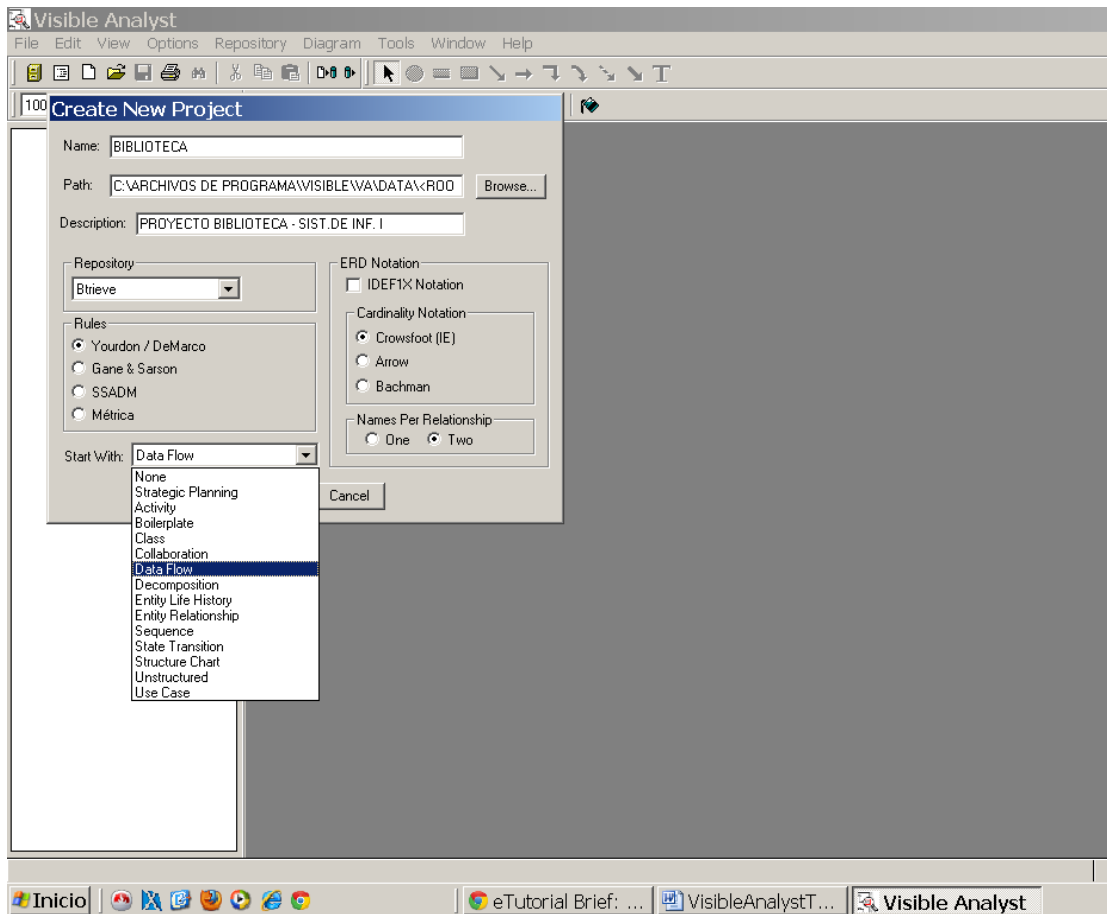 Visible Analyst
File Edit View Options Repository Diagram Tools Window Help
100
Create New Project
Name: BIBLIOTECA
Path: C:\ARCHIVOS DE PROGRAMA\VISIBLE\VA\DATA\<ROO Browse...
Description: PROYECTO BIBLIOTECA - SIST.DE INF. I
Repository
Btrieve
Rules
Yourdon / DeMarco
Gane & Sarson
SSADM
Métrica
ERD Notation
IDEF1X Notation
Cardinality Notation
Crowsfoot (IE)
Arrow
Bachman
Names Per Relationship
One Two
Start With: Data Flow
None
Strategic Planning
Activity
Boilerplate
Class
Collaboration
Data Flow
Decomposition
Entity Life History
Entity Relationship
Sequence
State Transition
Structure Chart
Unstructured
Use Case
Cancel
Inicio eTutorial Brief: ... VisibleAnalystT... Visible Analyst